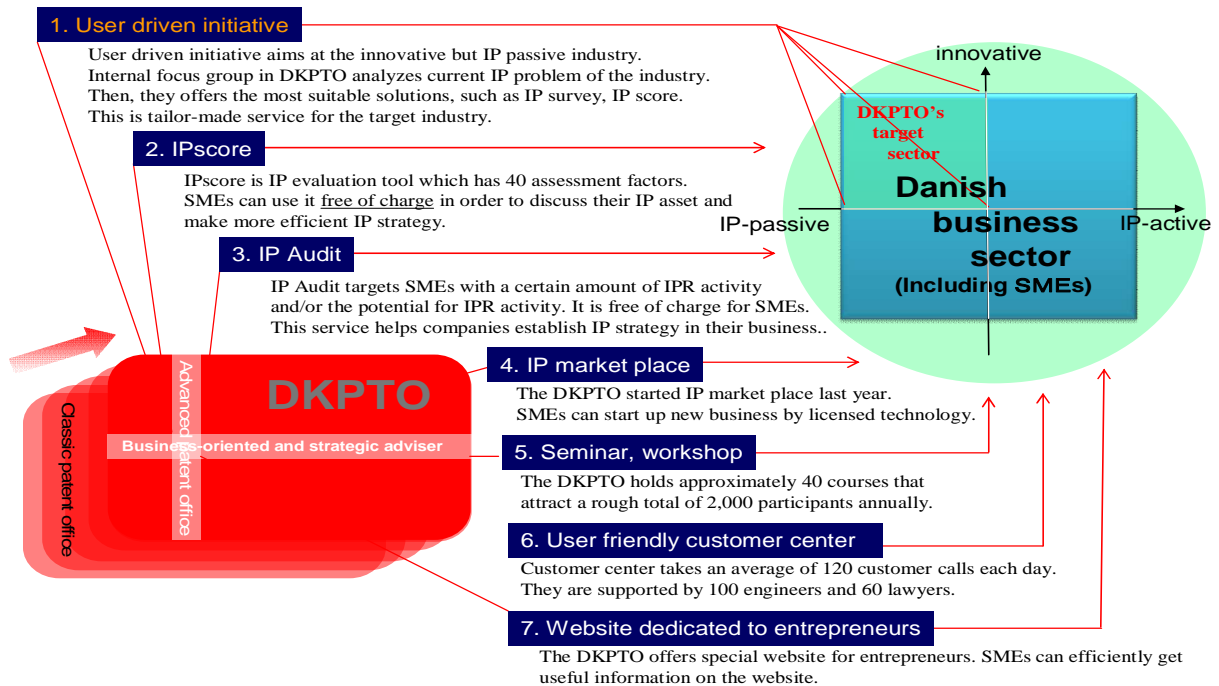 1. User driven initiative
User driven initiative aims at the innovative but IP passive industry.
Internal focus group in DKPTO analyzes current IP problem of the industry.
Then, they offers the most suitable solutions, such as IP survey, IP score.
This is tailor-made service for the target industry.
2. IPscore
IPscore is IP evaluation tool which has 40 assessment factors.
SMEs can use it free of charge in order to discuss their IP asset and
make more efficient IP strategy.
3. IP Audit
IP Audit targets SMEs with a certain amount of IPR activity
and/or the potential for IPR activity. It is free of charge for SMEs.
This service helps companies establish IP strategy in their business..
innovative
DKPTO's
target
sector
Danish
business
sector
(Including SMEs)
IP-passive
IP-active
Classic patent office
Advanced patent office
DKPTO
Business-oriented and strategic adviser
4. IP market place
The DKPTO started IP market place last year.
SMEs can start up new business by licensed technology.
5. Seminar, workshop
The DKPTO holds approximately 40 courses that
attract a rough total of 2,000 participants annually.
6. User friendly customer center
Customer center takes an average of 120 customer calls each day.
They are supported by 100 engineers and 60 lawyers.
7. Website dedicated to entrepreneurs
The DKPTO offers special website for entrepreneurs. SMEs can efficiently get
useful information on the website.